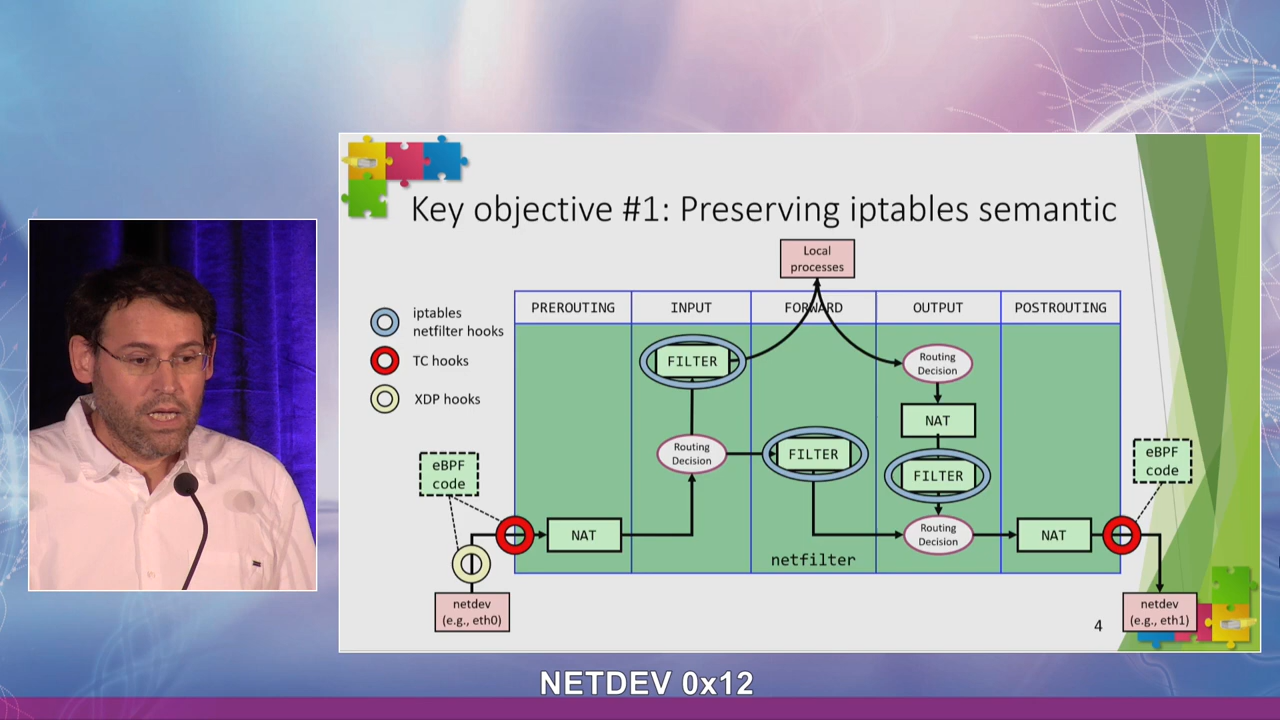 Key objective #1: Preserving iptables semantic
Local
processes
PREROUTING
INPUT
FORWARD
OUTPUT
POSTROUTING
iptables
netfilter hooks
TC hooks
XDP hooks
FILTER
Routing
Decision
NAT
Routing
Decision
FILTER
FILTER
eBPF
code
eBPF
code
NAT
Routing
Decision
NAT
netfilter
netdev
(e.g., eth0)
netdev
(e.g., eth1)
4
NETDEV 0x12